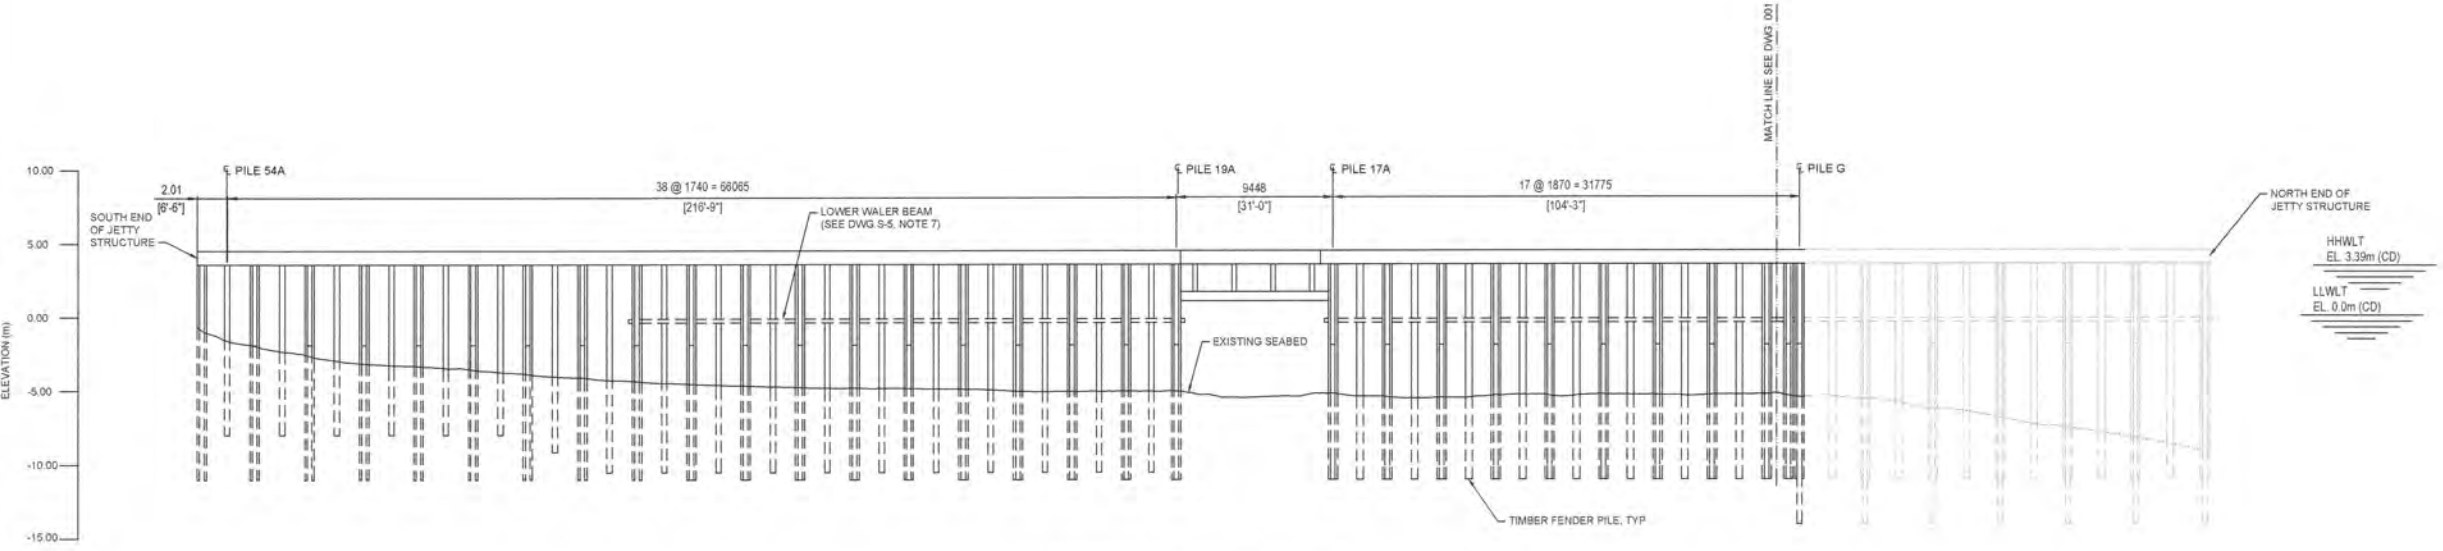 MATCH LINE SEE DWG 001
10.00
5.00
0.00
-5.00
-10.00
-15.00
ELEVATION (m)
2.01
[6'-6"]
SOUTH END
OF JETTY
STRUCTURE
℄ PILE 54A
38 @ 1740 = 66065
[216'-9"]
LOWER WALER BEAM
(SEE DWG S-5, NOTE 7)
℄ PILE 19A
9448
[31'-0"]
℄ PILE 17A
17 @ 1870 = 31775
[104'-3"]
℄ PILE G
NORTH END OF
JETTY STRUCTURE
HHWLT
EL. 3.39m (CD)
LLWLT
EL. 0.0m (CD)
EXISTING SEABED
TIMBER FENDER PILE, TYP